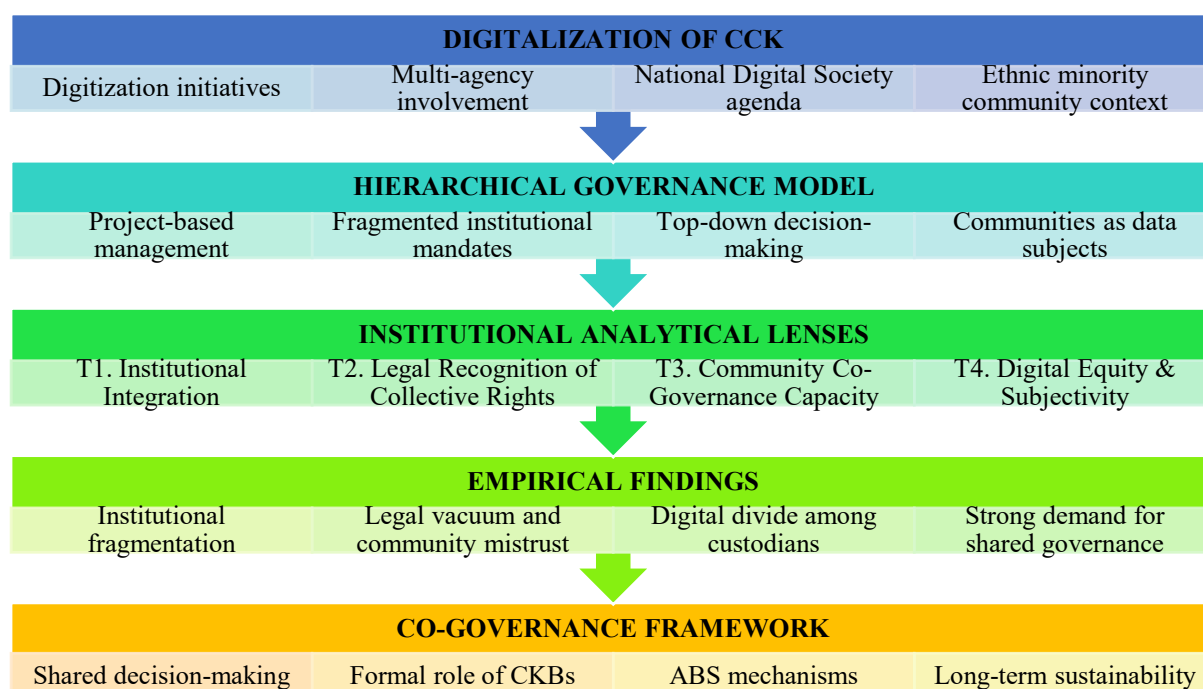 DIGITALIZATION OF CCK
Digitization initiatives
Multi-agency
involvement
National Digital Society
agenda
Ethnic minority
community context
HIERARCHICAL GOVERNANCE MODEL
Project-based
management
Fragmented institutional
mandates
Top-down decision-
making
Communities as data
subjects
INSTITUTIONAL ANALYTICAL LENSES
T1. Institutional
Integration
T2. Legal Recognition of
Collective Rights
T3. Community Co-
Governance Capacity
T4. Digital Equity &
Subjectivity
EMPIRICAL FINDINGS
Institutional
fragmentation
Legal vacuum and
community mistrust
Digital divide among
custodians
Strong demand for
shared governance
CO-GOVERNANCE FRAMEWORK
Shared decision-making
Formal role of CKBs
ABS mechanisms
Long-term sustainability